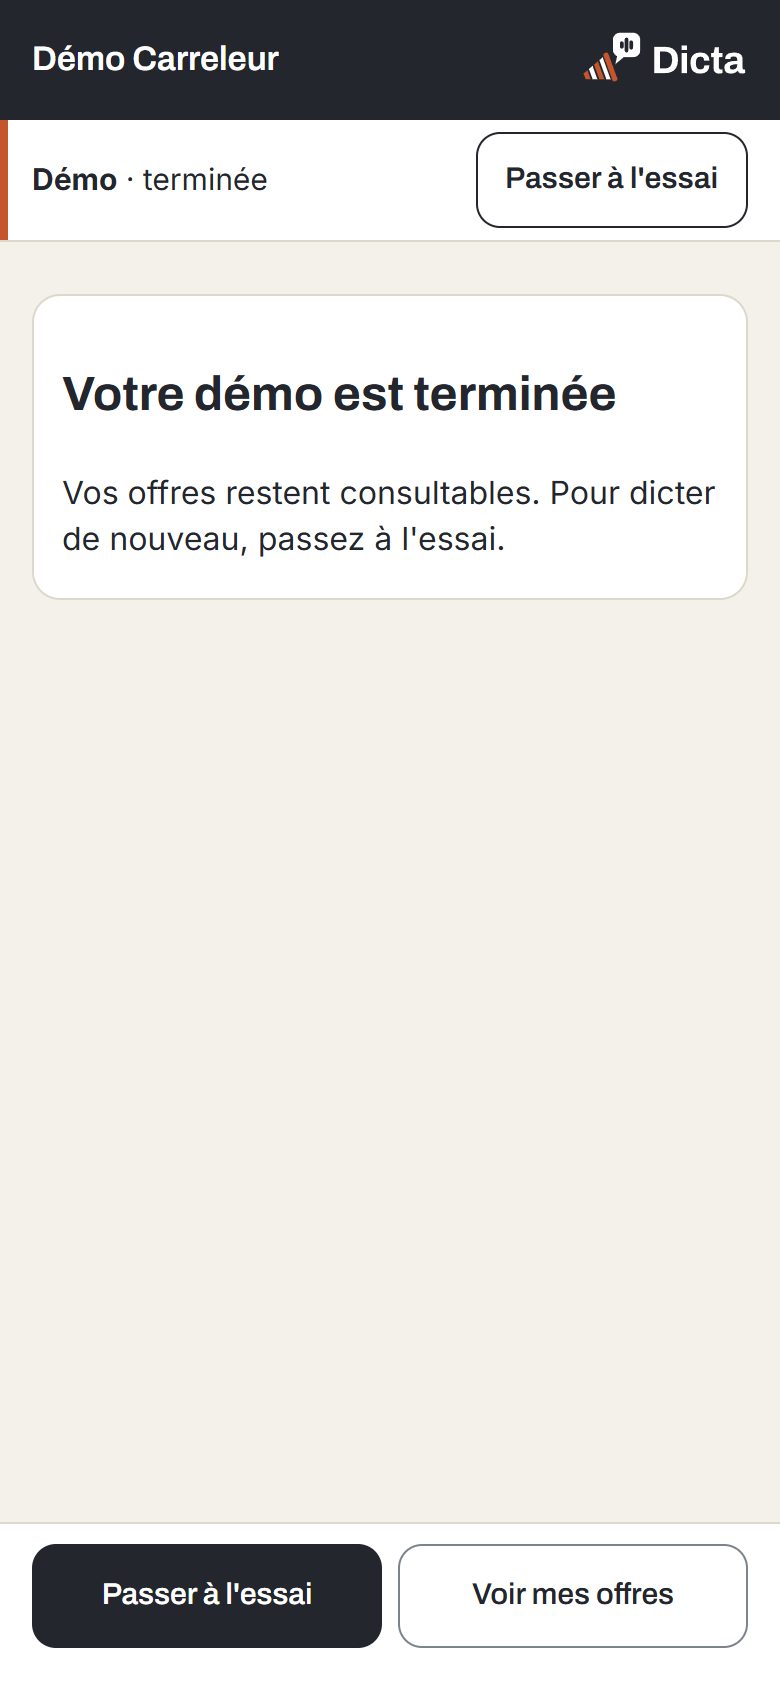 Démo Carreleur
Dicta
Démo · terminée
Passer à l'essai
Votre démo est terminée
Vos offres restent consultables. Pour dicter
de nouveau, passez à l'essai.
Passer à l'essai
Voir mes offres